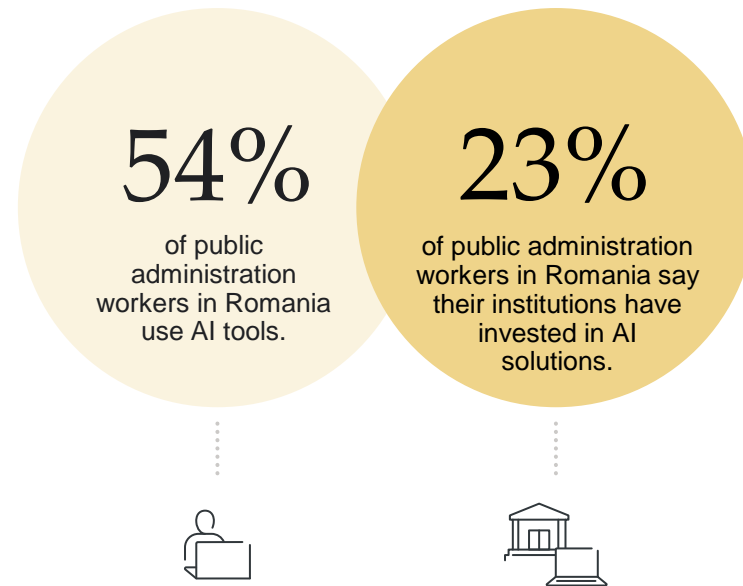 54%
of public
administration
workers in Romania
use AI tools.
23%
of public administration
workers in Romania say
their institutions have
invested in AI
solutions.